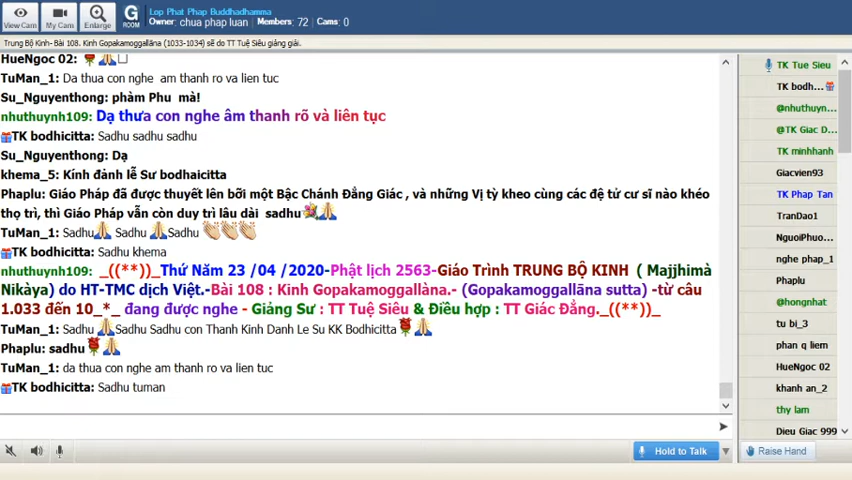 View Cam
My Cam
Enlarge
G
ROOM
Lop Phat Phap Buddhadhamma
Owner: chua phap luan Members: 72 Cams: 0
Trung Bộ Kinh- Bài 108. Kinh Gopakamoggallāna (1033-1034) sẽ do TT Tuệ Siêu giảng giải.
HueNgoc 02:
TuMan_1: Da thua con nghe am thanh ro va lien tuc
Su_Nguyenthong: phàm Phu mà!
nhuthuynh109: Dạ thưa con nghe âm thanh rõ và liên tục
TK bodhicitta: Sadhu sadhu sadhu
Su_Nguyenthong: Dạ
khema_5: Kính đảnh lễ Sư bodhaicitta
Phaplu: Giáo Pháp đã được thuyết lên bỡi một Bậc Chánh Đẳng Giác , và những Vị tỳ kheo cùng các đệ tử cư sĩ nào khéo
thọ trì, thì Giáo Pháp vẫn còn duy trì lâu dài sadhu
TuMan_1: Sadhu Sadhu Sadhu
TK bodhicitta: Sadhu khema
nhuthuynh109: _((**))_Thứ Năm 23 /04 /2020-Phật lịch 2563-Giáo Trình TRUNG BỘ KINH ( Majjhimà
Nikàya) do HT-TMC dịch Việt.-Bài 108 : Kinh Gopakamoggallàna.- (Gopakamoggallāna sutta) -từ câu
1.033 đến 10_*_ đang được nghe - Giảng Sư : TT Tuệ Siêu & Điều hợp : TT Giác Đẳng._((**))_
TuMan_1: Sadhu Sadhu Sadhu con Thanh Kinh Danh Le Su KK Bodhicitta
Phaplu: sadhu
TuMan_1: da thua con nghe am thanh ro va lien tuc
TK bodhicitta: Sadhu tuman
Hold to Talk
TK Tue Sieu
TK bodh...
@nhuthuyn...
@TK Giac D...
TK minhhanh
Giacvien93
TK Phap Tan
TranDao1
NguoiPhuo...
nghe phap_1
Phaplu
@hongnhat
tu bi_3
phan q liem
HueNgoc 02
khanh an_2
thy lam
Dieu Giac 999
Raise Hand